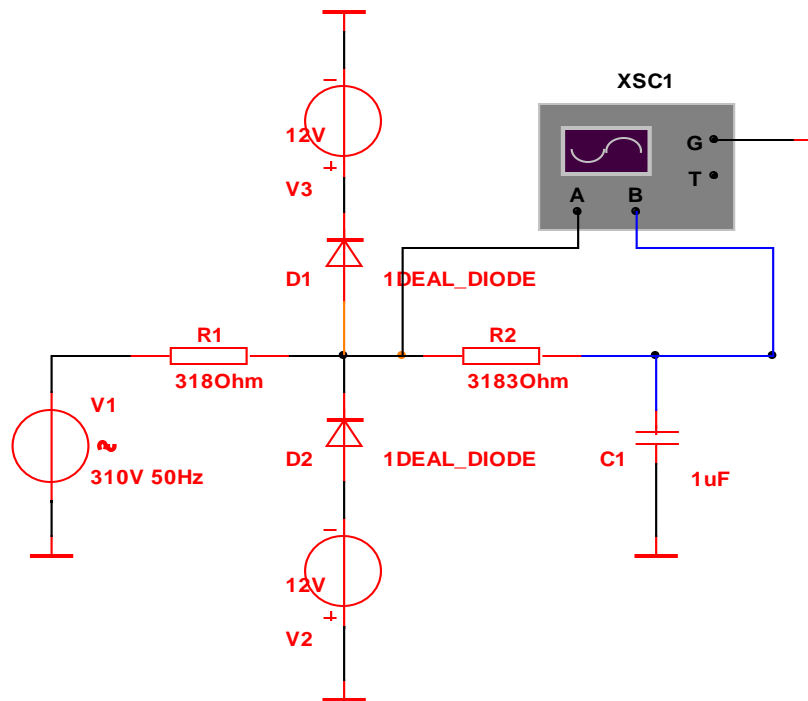 XSC1
G
T
A B
12V
V3
D1 1DEAL_DIODE
R1
318Ohm
R2
3183Ohm
V1
310V 50Hz
D2 1DEAL_DIODE
C1
1uF
12V
V2